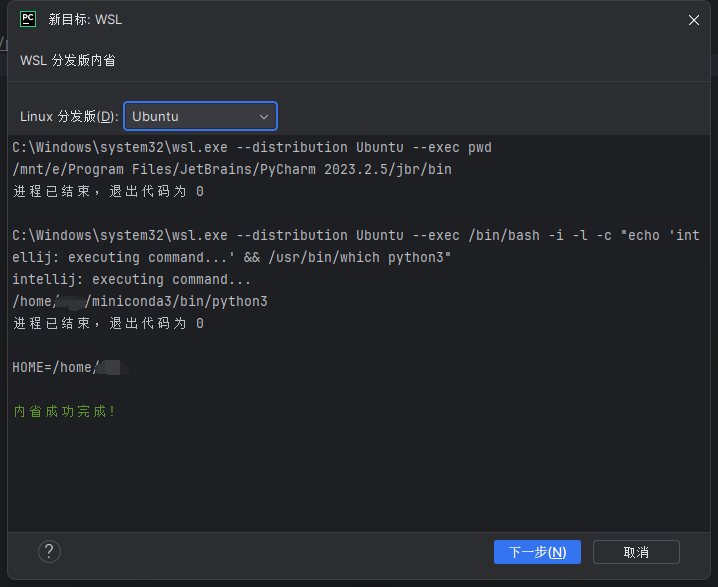 PC 新目标: WSL
WSL 分发版内省
Linux 分发版(D): Ubuntu
C:\Windows\system32\wsl.exe --distribution Ubuntu --exec pwd
/mnt/e/Program Files/JetBrains/PyCharm 2023.2.5/jbr/bin
进程已结束，退出代码为 0
C:\Windows\system32\wsl.exe --distribution Ubuntu --exec /bin/bash -i -l -c "echo 'int
ellij: executing command...' && /usr/bin/which python3"
intellij: executing command...
/home/ /miniconda3/bin/python3
进程已结束，退出代码为 0
HOME=/home/
内省成功完成!
? 下一步(N) 取消